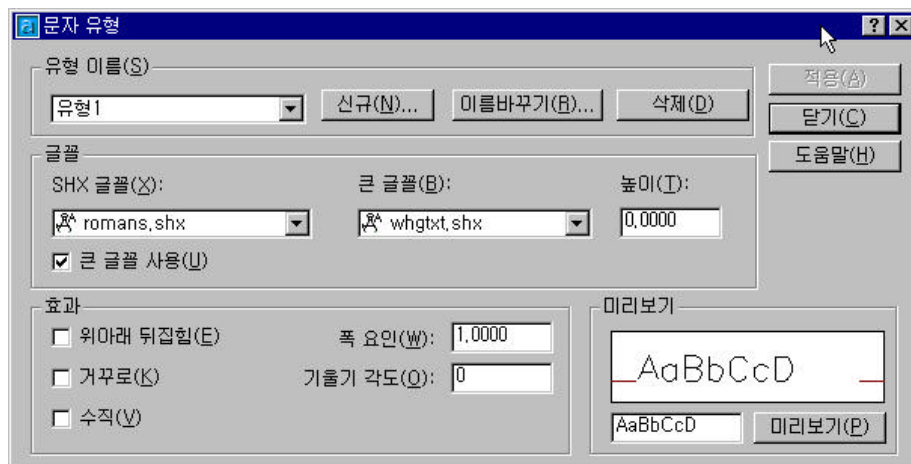 문자 유형
유형 이름(S)
유형1
신규(N)...
이름바꾸기(R)...
삭제(D)
적용(A)
닫기(C)
도움말(H)
글꼴
SHX 글꼴(X):
큰 글꼴(B):
높이(T):
romans.shx
whgtxt.shx
0.0000
큰 글꼴 사용(U)
효과
위아래 뒤집힘(E)
폭 요인(W):
1.0000
거꾸로(K)
기울기 각도(O):
0
수직(V)
미리보기
AaBbCcD
AaBbCcD
미리보기(P)